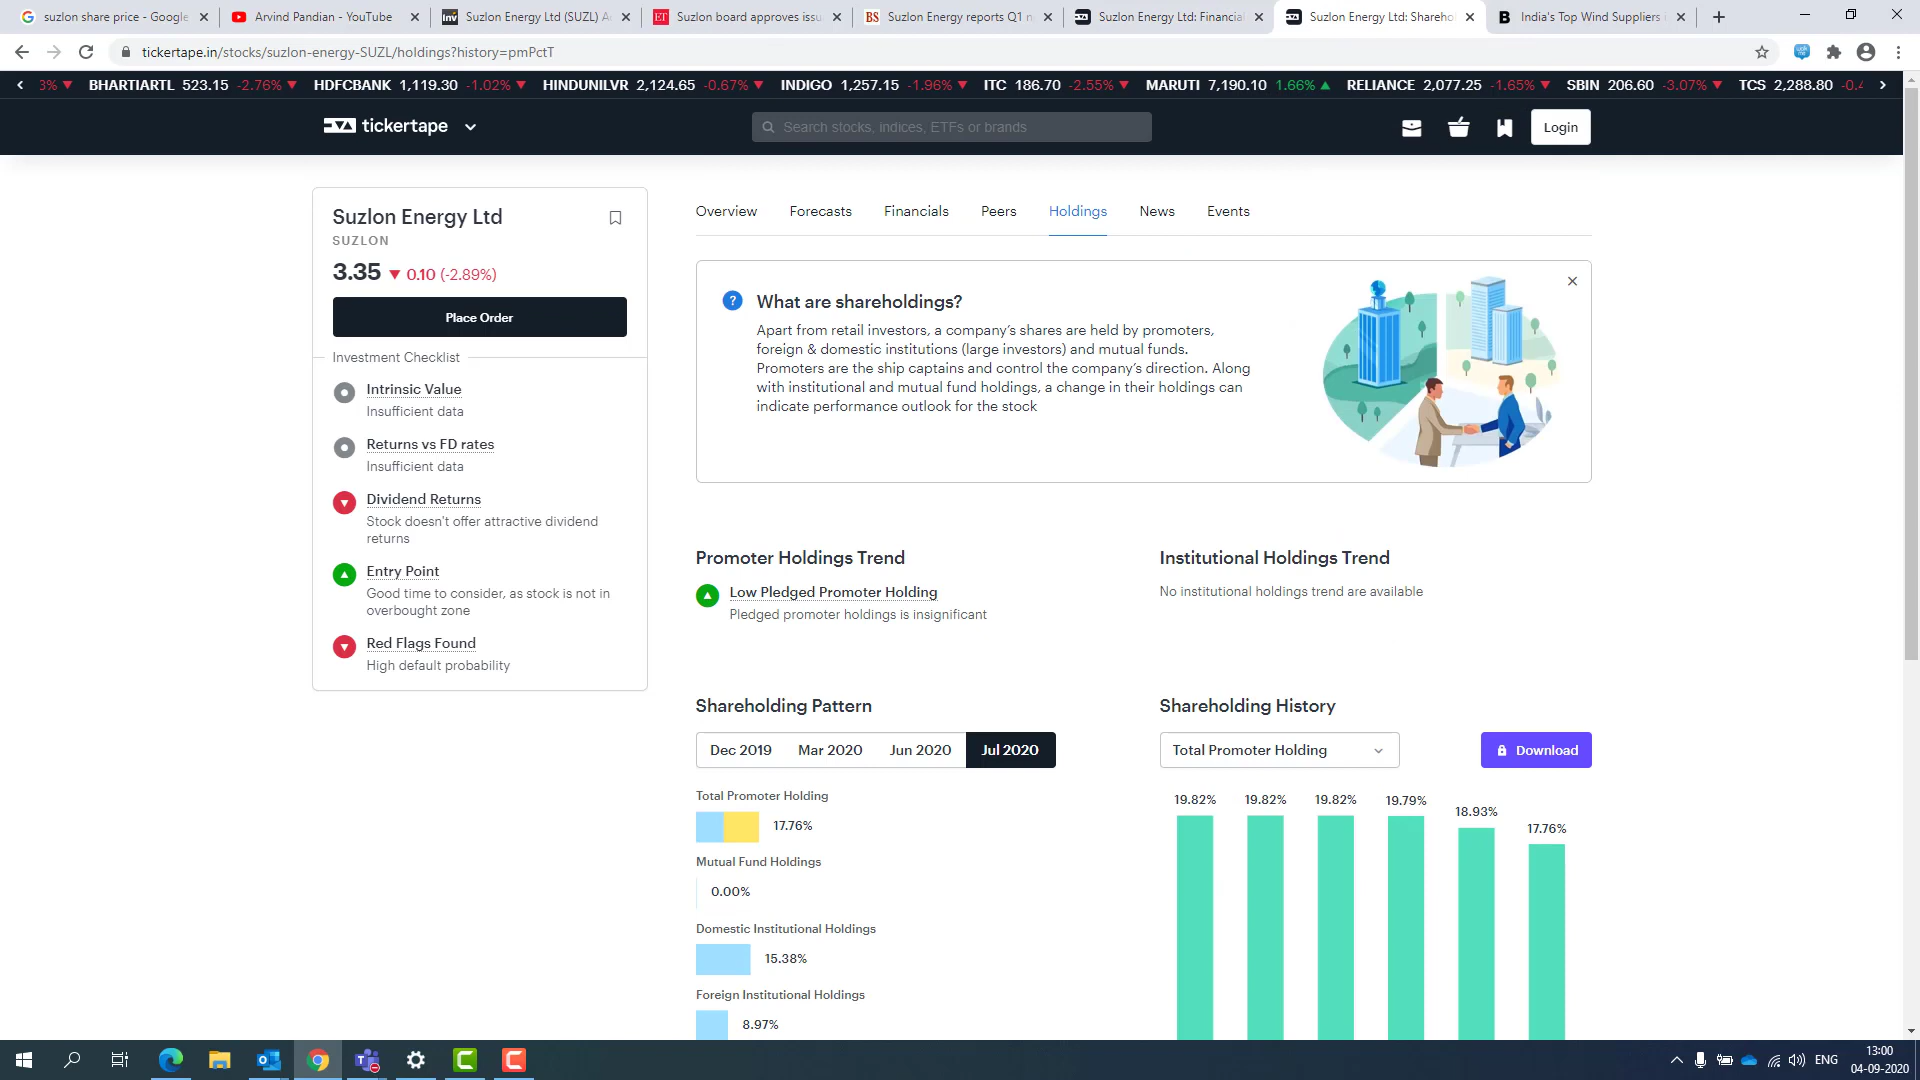 suzlon share price - Google
Arvind Pandian - YouTube
Suzlon Energy Ltd (SUZL)
Suzlon board approves issu
Suzlon Energy reports Q1 n
Suzlon Energy Ltd: Financia
Suzlon Energy Ltd: Shareho
India's Top Wind Suppliers
tickertape.in/stocks/suzlon-energy-SUZL/holdings?history=pmPctT
3% ▼ BHARTIARTL 523.15 -2.76% ▼ HDFCBANK 1,119.30 -1.02% ▼ HINDUNILVR 2,124.65 -0.67% ▼ INDIGO 1,257.15 -1.96% ▼ ITC 186.70 -2.55% ▼ MARUTI 7,190.10 1.66% ▲ RELIANCE 2,077.25 -1.65% ▼ SBIN 206.60 -3.07% ▼ TCS 2,288.80 -0.4
tickertape
Search stocks, indices, ETFs or brands
Login
Suzlon Energy Ltd
SUZLON
3.35 ▼ 0.10 (-2.89%)
Place Order
Investment Checklist
Intrinsic Value
Insufficient data
Returns vs FD rates
Insufficient data
Dividend Returns
Stock doesn't offer attractive dividend
returns
Entry Point
Good time to consider, as stock is not in
overbought zone
Red Flags Found
High default probability
Overview Forecasts Financials Peers Holdings News Events
? What are shareholdings?
Apart from retail investors, a company's shares are held by promoters,
foreign & domestic institutions (large investors) and mutual funds.
Promoters are the ship captains and control the company's direction. Along
with institutional and mutual fund holdings, a change in their holdings can
indicate performance outlook for the stock
Promoter Holdings Trend
Low Pledged Promoter Holding
Pledged promoter holdings is insignificant
Institutional Holdings Trend
No institutional holdings trend are available
Shareholding Pattern
Dec 2019 Mar 2020 Jun 2020 Jul 2020
Total Promoter Holding
17.76%
Mutual Fund Holdings
0.00%
Domestic Institutional Holdings
15.38%
Foreign Institutional Holdings
8.97%
Shareholding History
Total Promoter Holding
Download
19.82% 19.82% 19.82% 19.79% 18.93% 17.76%
ENG
13:00
04-09-2020